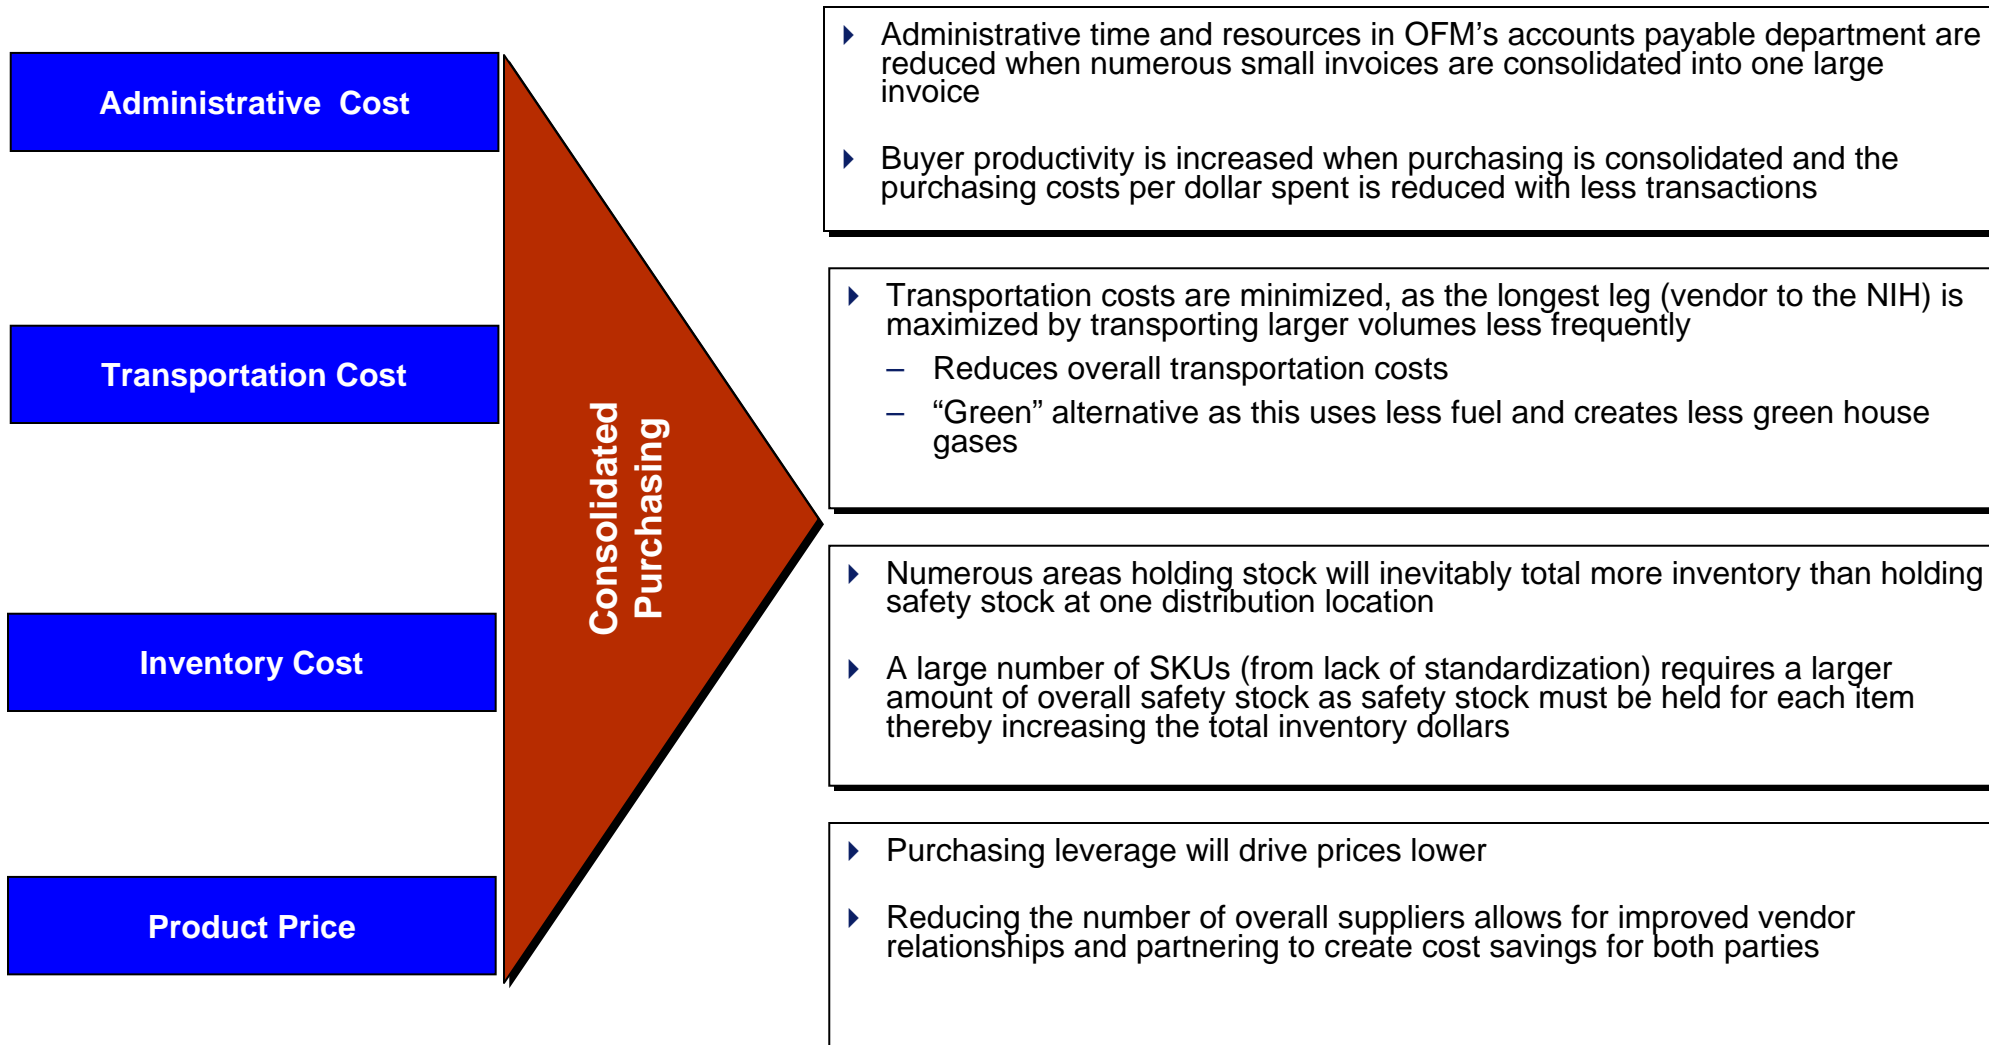 Administrative Cost
Administrative time and resources in OFM’s accounts payable department are
reduced when numerous small invoices are consolidated into one large
invoice
Buyer productivity is increased when purchasing is consolidated and the
purchasing costs per dollar spent is reduced with less transactions
Transportation Cost
Transportation costs are minimized, as the longest leg (vendor to the NIH) is
maximized by transporting larger volumes less frequently
– Reduces overall transportation costs
– “Green” alternative as this uses less fuel and creates less green house
gases
Consolidated
Purchasing
Inventory Cost
Numerous areas holding stock will inevitably total more inventory than holding
safety stock at one distribution location
A large number of SKUs (from lack of standardization) requires a larger
amount of overall safety stock as safety stock must be held for each item
thereby increasing the total inventory dollars
Product Price
Purchasing leverage will drive prices lower
Reducing the number of overall suppliers allows for improved vendor
relationships and partnering to create cost savings for both parties